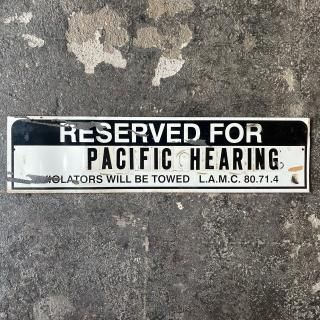 RESERVED FOR
PACIFIC HEARING
VIOLATORS WILL BE TOWED L.A.M.C. 80.71.4